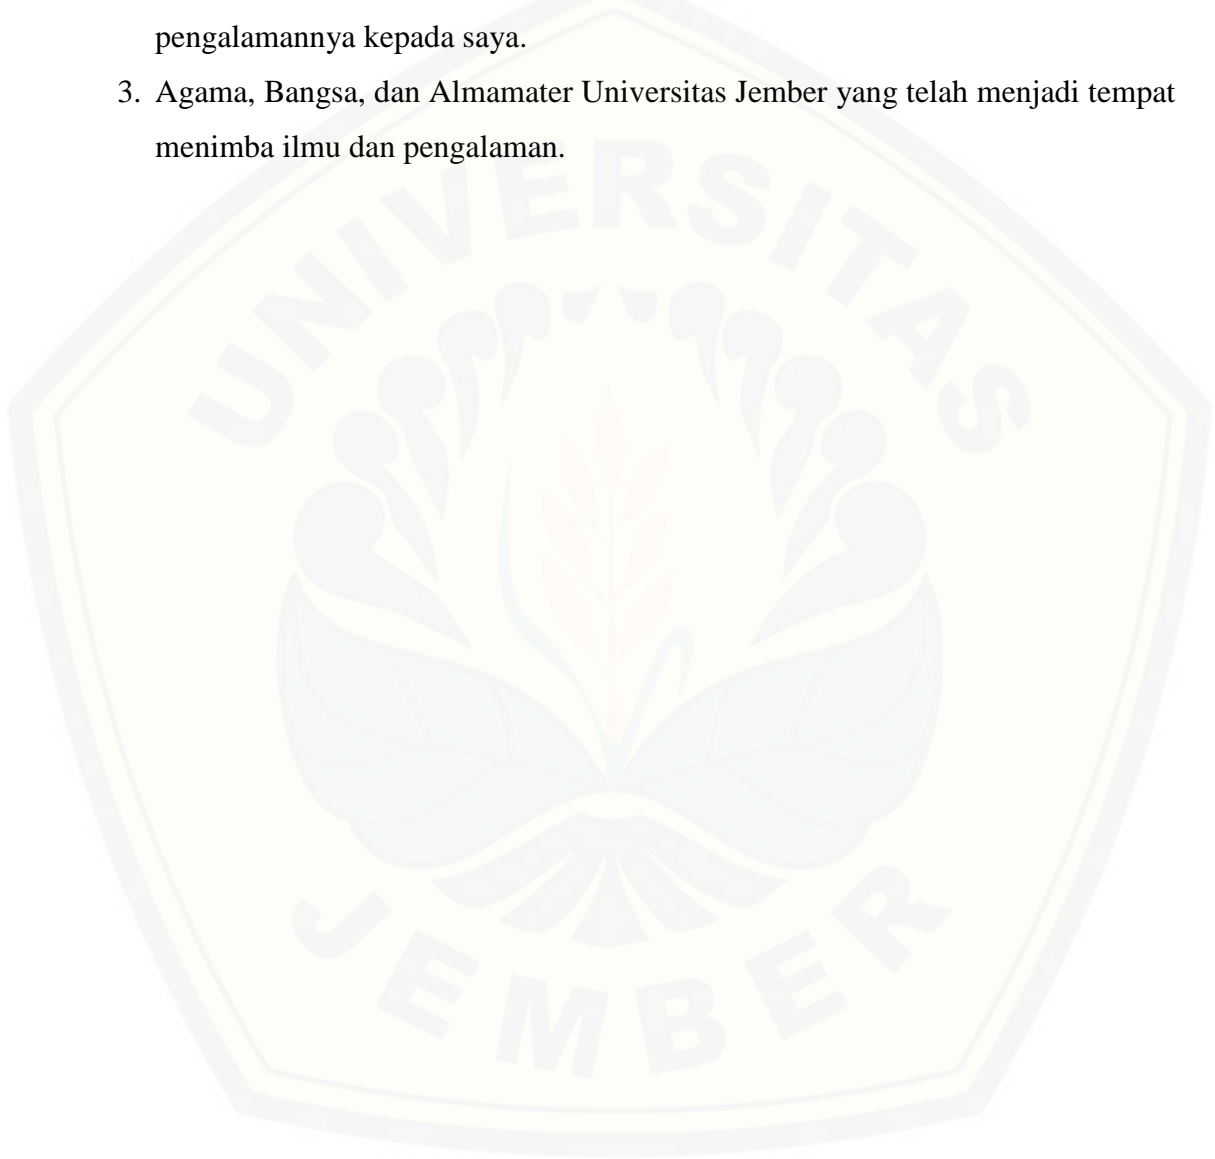 pengalamannya kepada saya.
3. Agama, Bangsa, dan Almamater Universitas Jember yang telah menjadi tempat
menimba ilmu dan pengalaman.
UNIVERSITAS
JEMBER